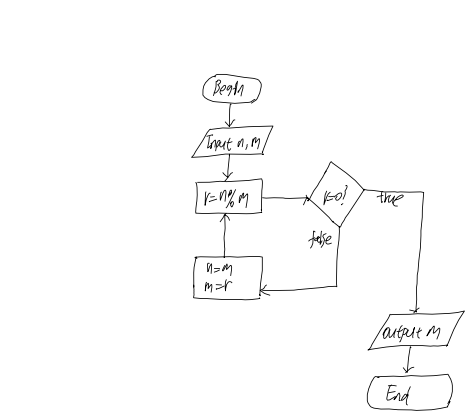 Begin
Input n, m
r=n%m
r=0?
true
false
n=m
m=r
output m
End